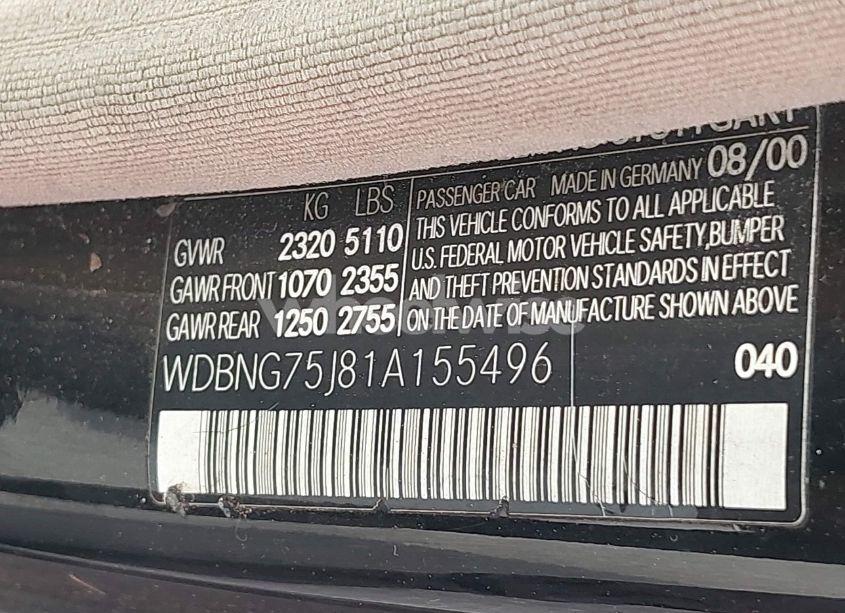 PASSENGER CAR MADE IN GERMANY 08/00
KG LBS
GVWR 2320 5110
GAWR FRONT 1070 2355
GAWR REAR 1250 2755
THIS VEHICLE CONFORMS TO ALL APPLICABLE
U.S. FEDERAL MOTOR VEHICLE SAFETY, BUMPER
AND THEFT PREVENTION STANDARDS IN EFFECT
ON THE DATE OF MANUFACTURE SHOWN ABOVE
WDBNG75J81A155496 040